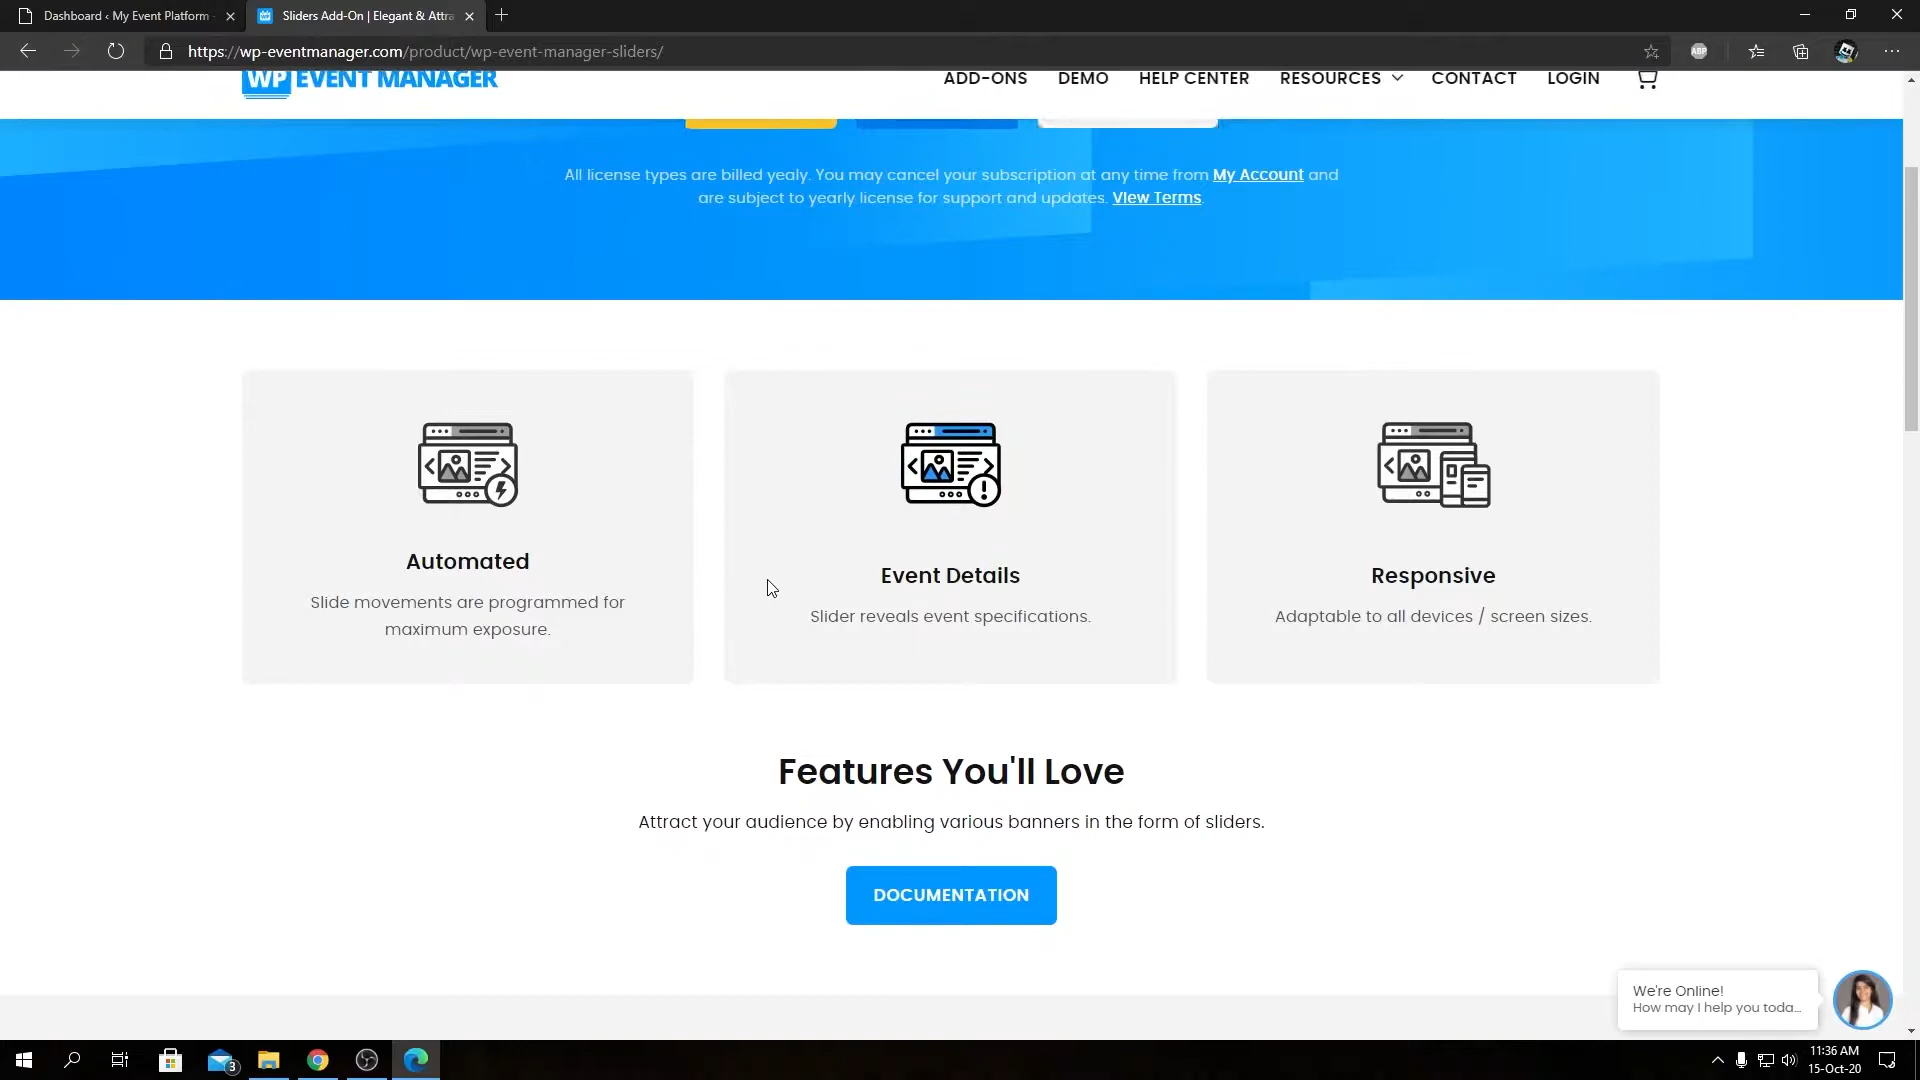 Dashboard ‹ My Event Platform
Sliders Add-On | Elegant & Attra
https://wp-eventmanager.com/product/wp-event-manager-sliders/
ABP
WP EVENT MANAGER
ADD-ONS DEMO HELP CENTER RESOURCES CONTACT LOGIN
All license types are billed yealy. You may cancel your subscription at any time from My Account and
are subject to yearly license for support and updates. View Terms.
Automated
Slide movements are programmed for
maximum exposure.
Event Details
Slider reveals event specifications.
Responsive
Adaptable to all devices / screen sizes.
Features You'll Love
Attract your audience by enabling various banners in the form of sliders.
DOCUMENTATION
We're Online!
How may I help you toda...
3
11:36 AM
15-Oct-20